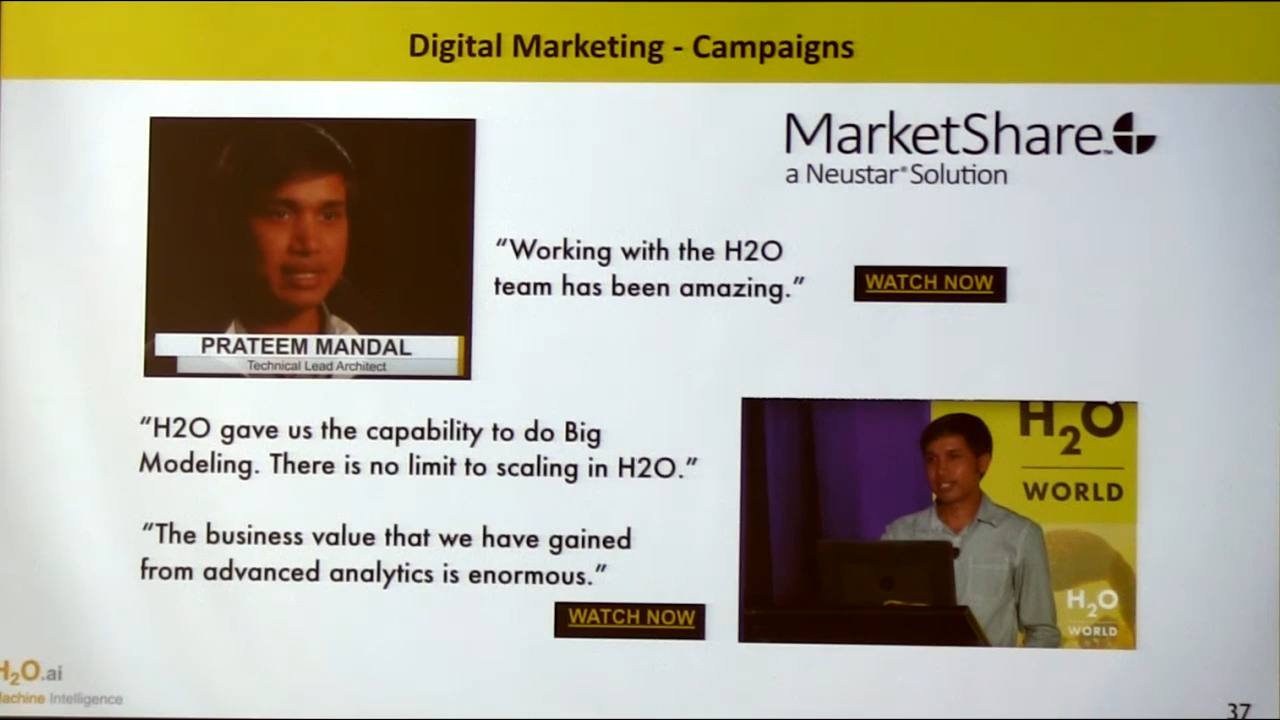 Digital Marketing - Campaigns
MarketShare™
a Neustar® Solution
“Working with the H2O
team has been amazing.”
WATCH NOW
PRATEEM MANDAL
Technical Lead Architect
“H2O gave us the capability to do Big
Modeling. There is no limit to scaling in H2O.”
“The business value that we have gained
from advanced analytics is enormous.”
WATCH NOW
H2O
WORLD
H2O
WORLD
H2O.ai
Machine Intelligence
37